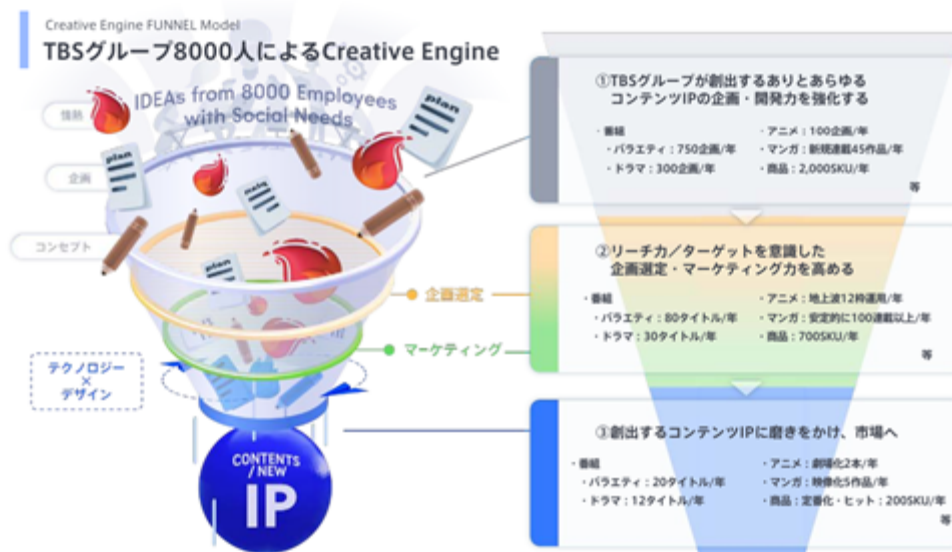 Creative Engine FUNNEL Model
TBSグループ8000人によるCreative Engine
IDEAs from 8000 Employees
with Social Needs
情熱
企画
コンセプト
plan
plan
plan
plan
企画選定
マーケティング
テクノロジー
×
デザイン
CONTENTS
/NEW
IP
①TBSグループが創出するありとあらゆる
コンテンツIPの企画・開発力を強化する
・番組
・バラエティ：750企画/年
・ドラマ：300企画/年
・アニメ：100企画/年
・マンガ：新規連載45作品/年
・商品：2,000SKU/年
等
②リーチ力／ターゲットを意識した
企画選定・マーケティング力を高める
・番組
・バラエティ：80タイトル/年
・ドラマ：30タイトル/年
・アニメ：地上波12枠運用/年
・マンガ：安定的に100連載以上/年
・商品：700SKU/年
等
③創出するコンテンツIPに磨きをかけ、市場へ
・番組
・バラエティ：20タイトル/年
・ドラマ：12タイトル/年
・アニメ：劇場化2本/年
・マンガ：映像化5作品/年
・商品：定番化・ヒット：200SKU/年
等